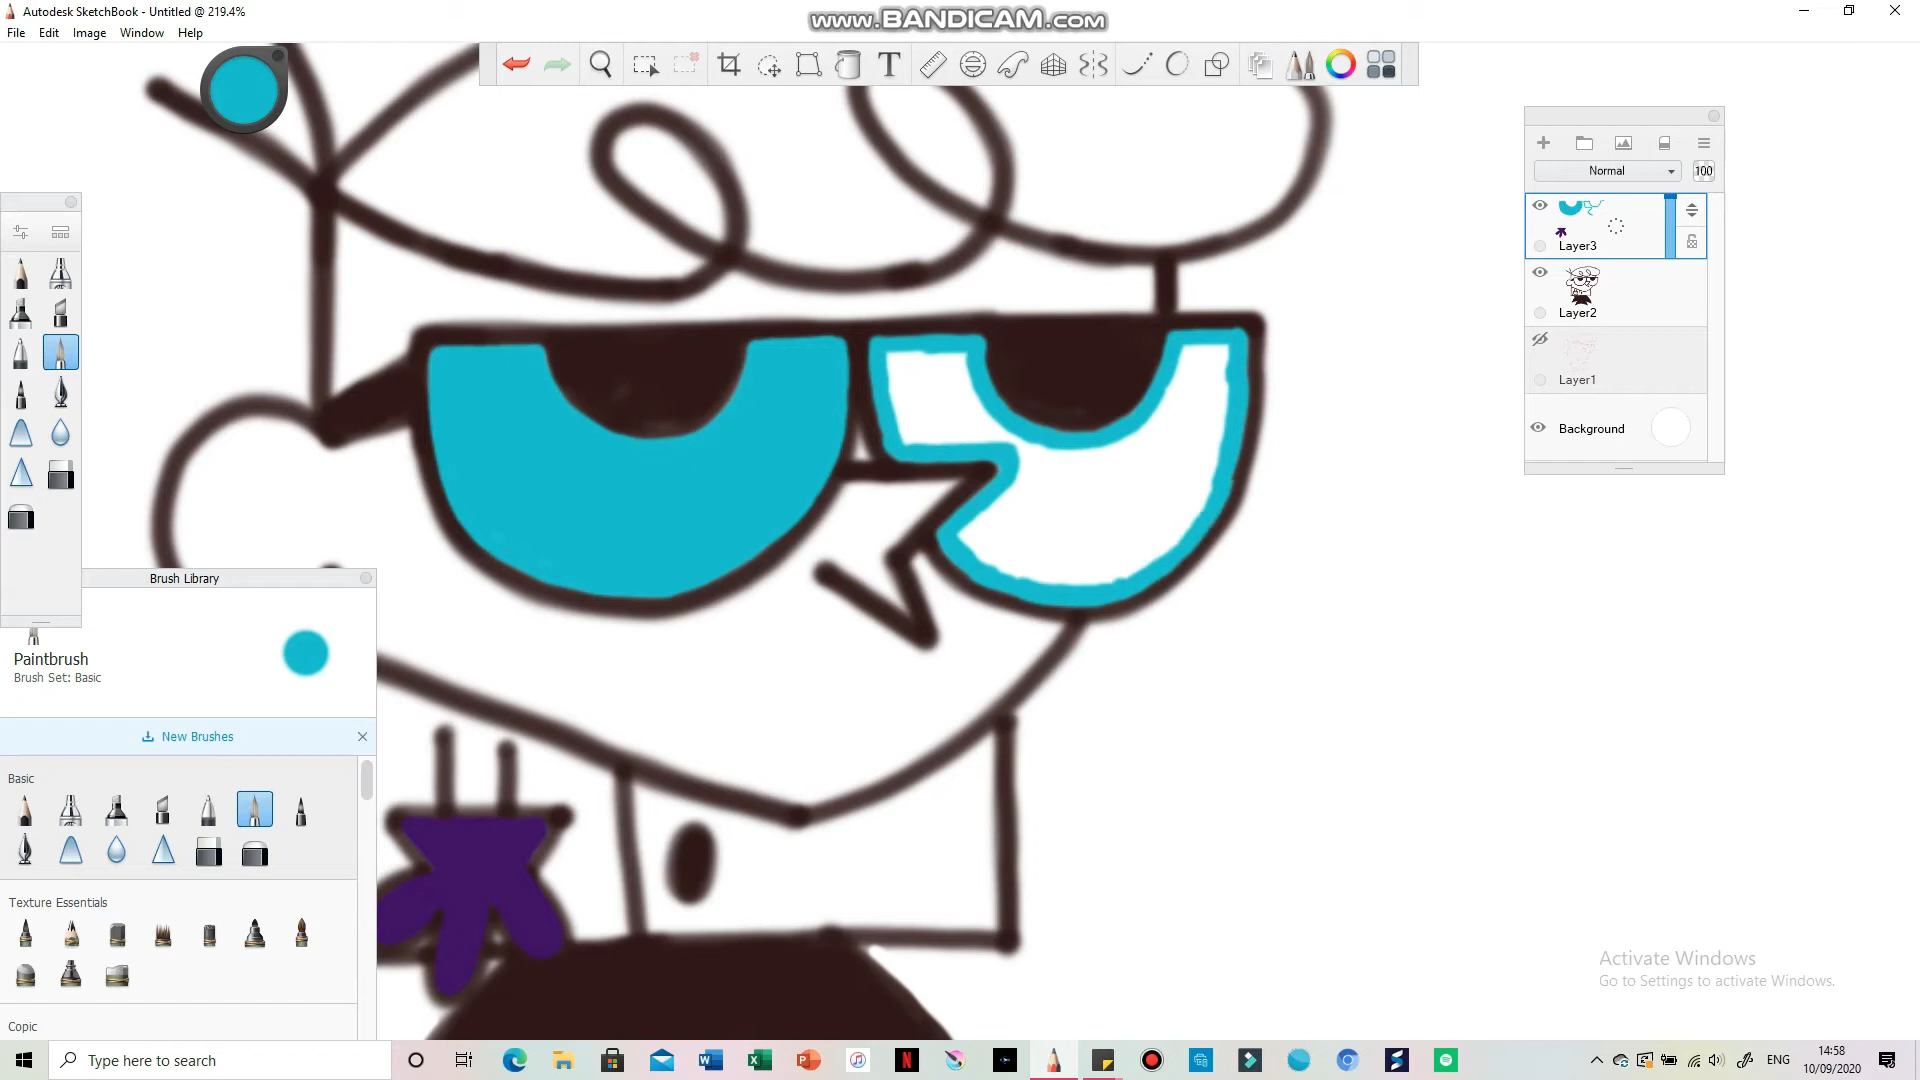 Autodesk SketchBook - Untitled @ 219.4%
www.BANDICAM.com
File Edit Image Window Help
T
Normal 100
Layer3
Layer2
Layer1
Background
Brush Library
Paintbrush
Brush Set: Basic
New Brushes
Basic
Texture Essentials
Copic
Activate Windows
Go to Settings to activate Windows.
Type here to search
ENG
14:58
10/09/2020